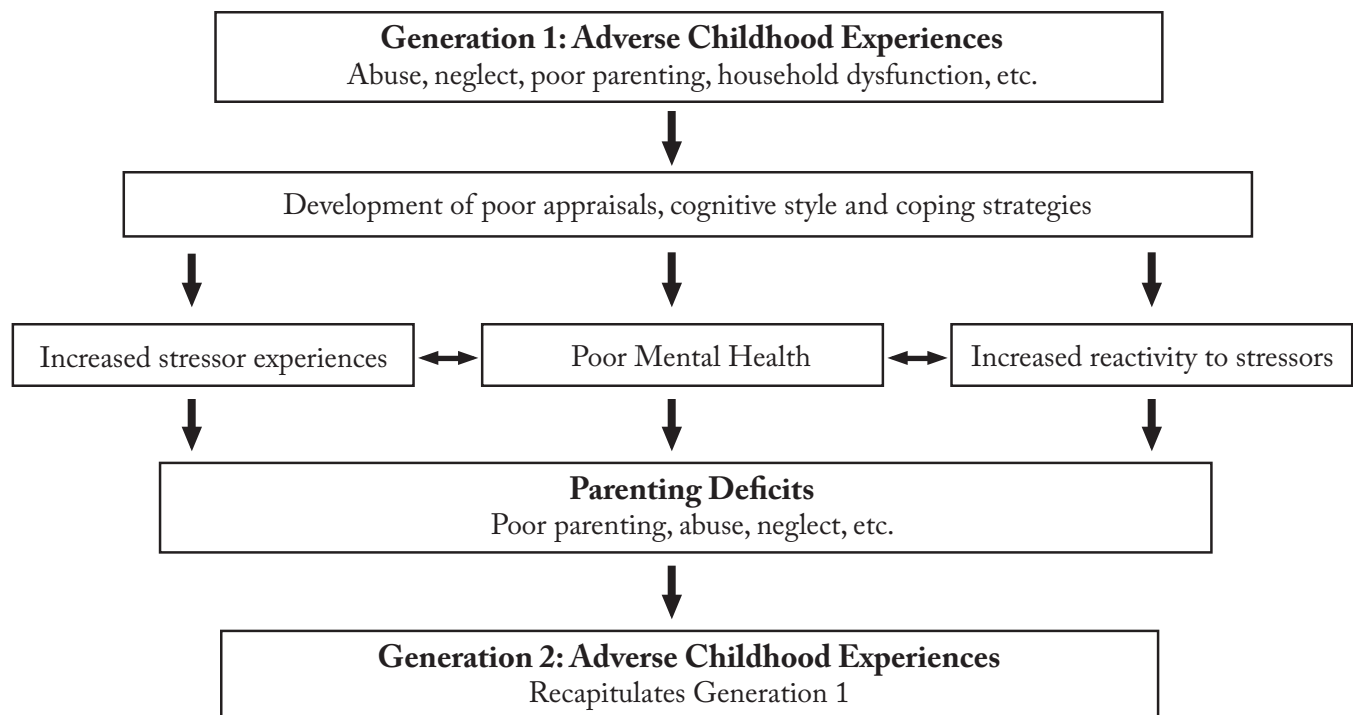 Generation 1: Adverse Childhood Experiences
Abuse, neglect, poor parenting, household dysfunction, etc.
Development of poor appraisals, cognitive style and coping strategies
Increased stressor experiences
Poor Mental Health
Increased reactivity to stressors
Parenting Deficits
Poor parenting, abuse, neglect, etc.
Generation 2: Adverse Childhood Experiences
Recapitulates Generation 1